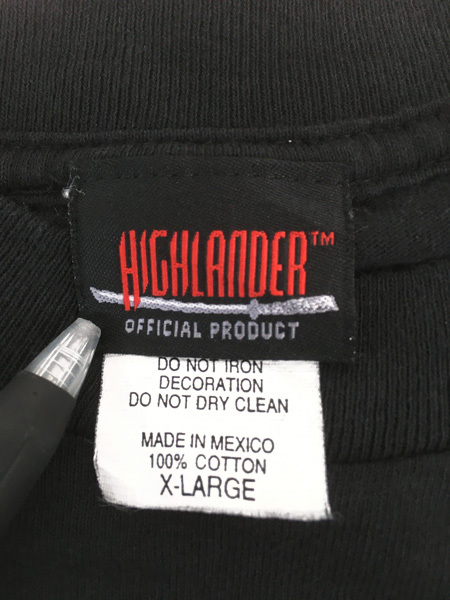 HIGHLANDER™
OFFICIAL PRODUCT
DO NOT IRON
DECORATION
DO NOT DRY CLEAN
MADE IN MEXICO
100% COTTON
X-LARGE